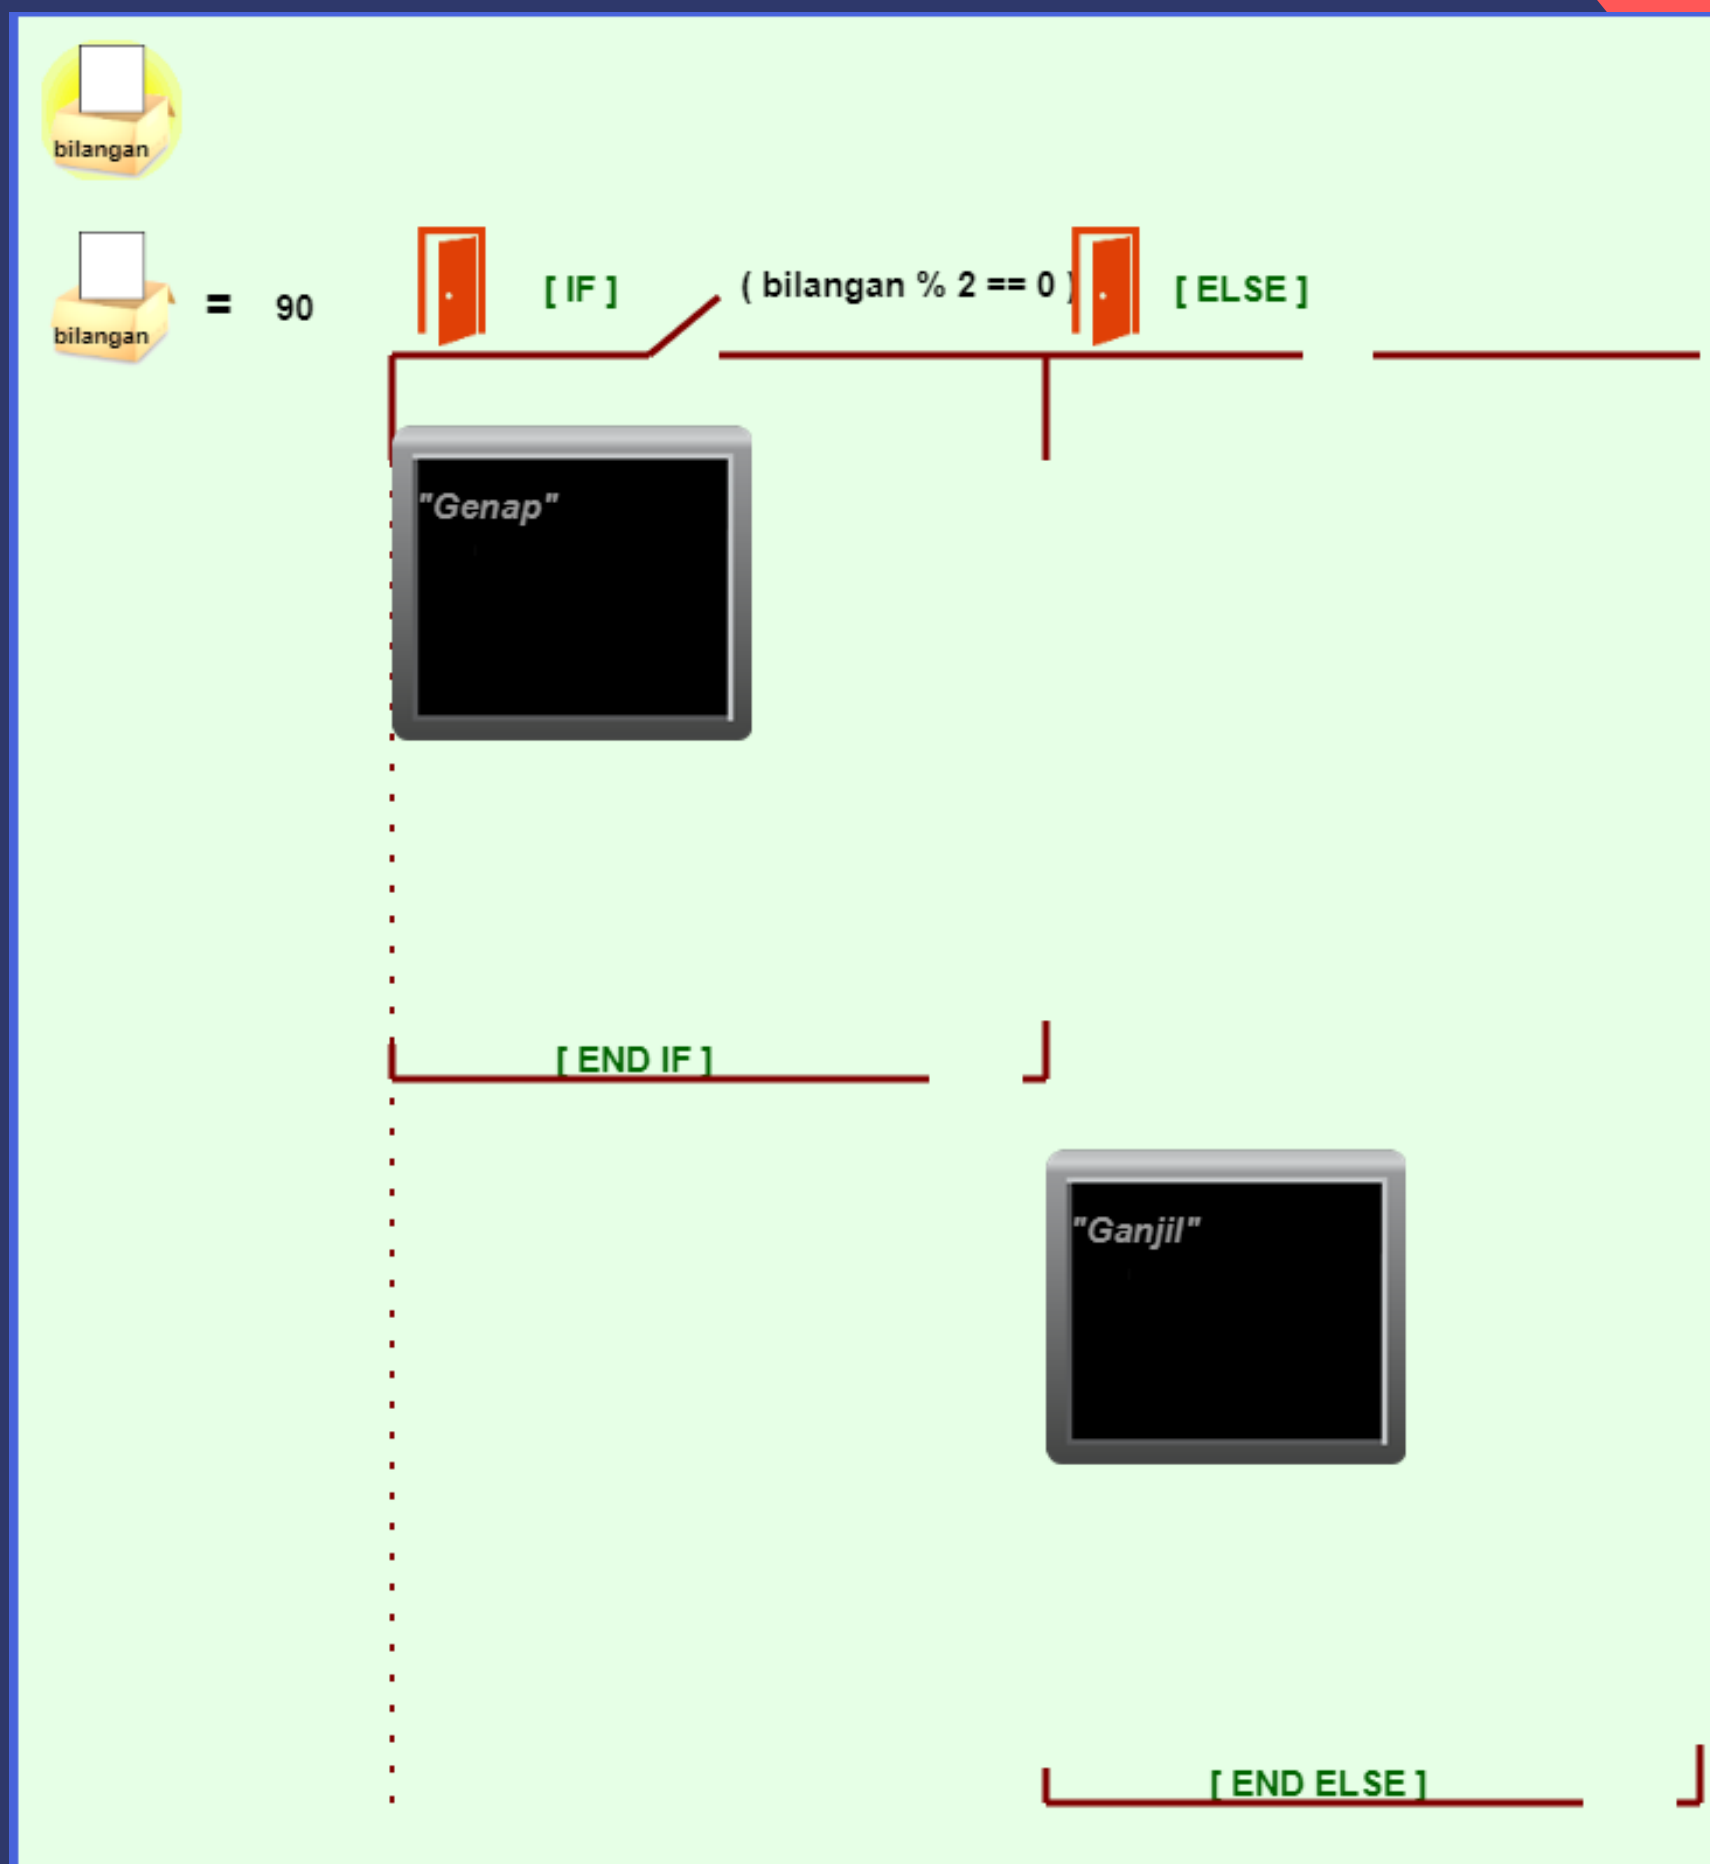 bilangan
bilangan = 90
[ IF ] ( bilangan % 2 == 0 ) [ ELSE ]
"Genap"
[ END IF ]
"Ganjil"
[ END ELSE ]